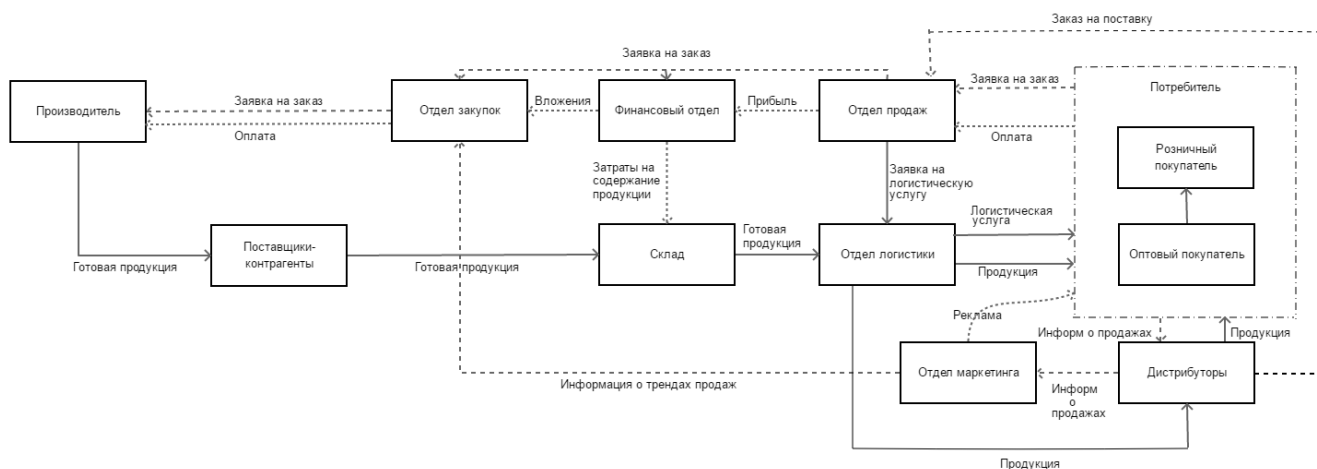 Заказ на поставку
Заявка на заказ
Производитель
Заявка на заказ
Оплата
Отдел закупок
Вложения
Финансовый отдел
Прибыль
Отдел продаж
Заявка на заказ
Оплата
Потребитель
Розничный
покупатель
Затраты на
содержание
продукции
Заявка на
логистическую
услугу
Готовая продукция
Поставщики-
контрагенты
Готовая продукция
Склад
Готовая
продукция
Отдел логистики
Логистическая
услуга
Продукция
Оптовый покупатель
Реклама
Информ о продажах
Продукция
Информация о трендах продаж
Отдел маркетинга
Информ
о
продажах
Дистрибуторы
Продукция